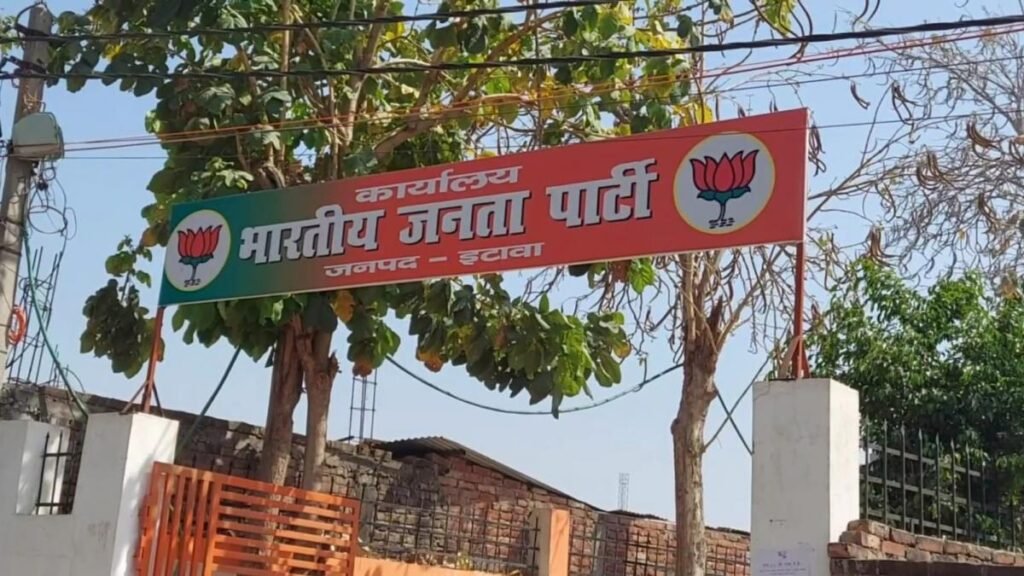 कार्यालय
भारतीय जनता पार्टी
जनपद - इटावा